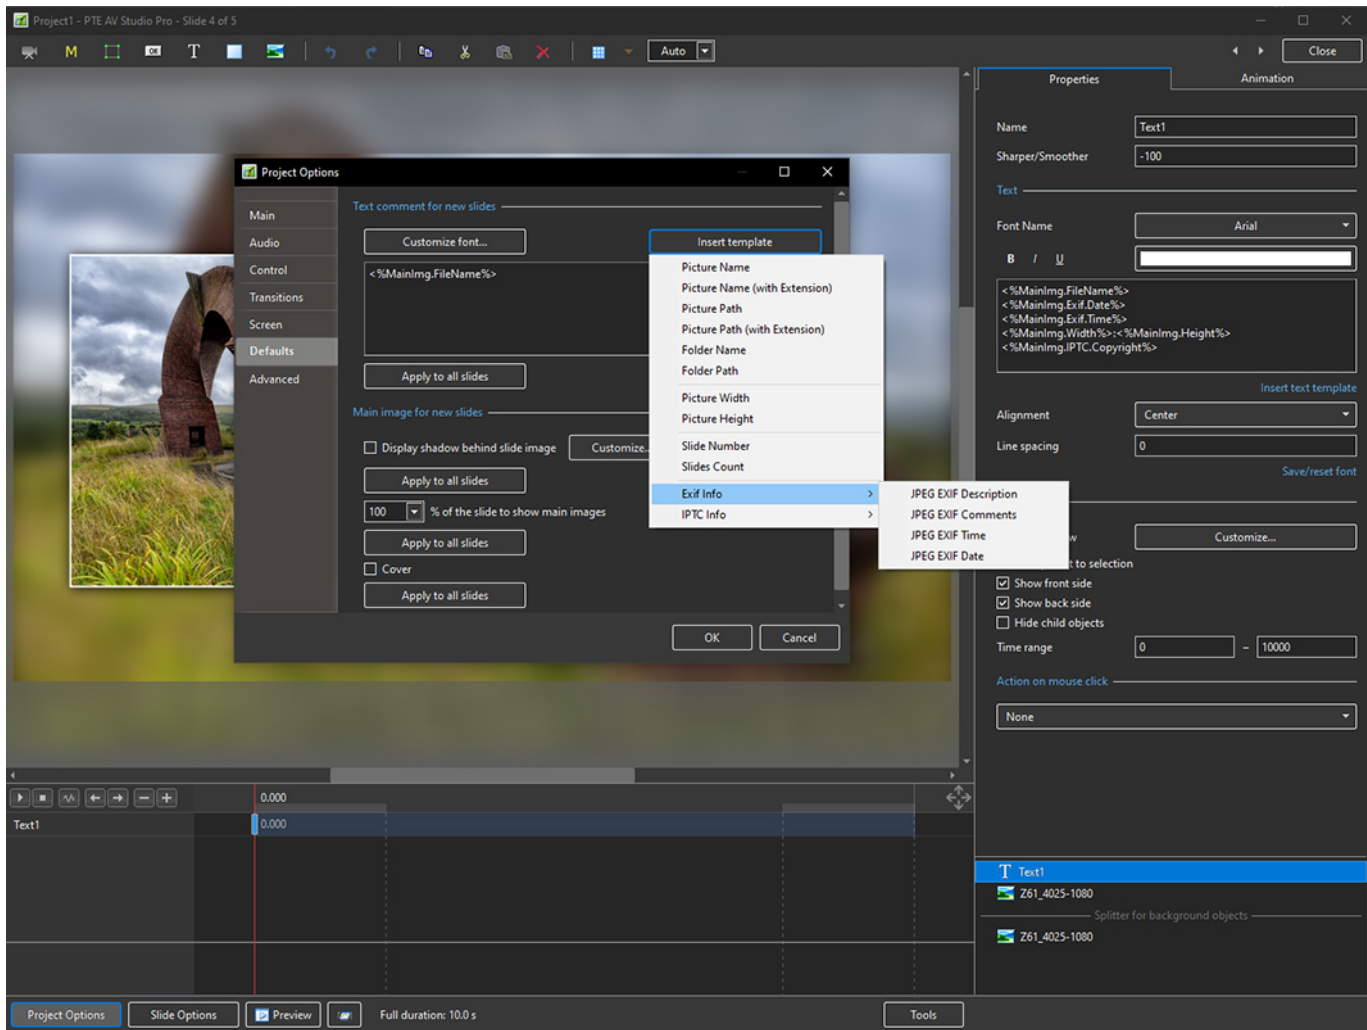 Project1 - PTE AV Studio Pro - Slide 4 of 5
M
OK
T
Auto
Close
Properties
Animation
Name
Text1
Sharper/Smoother
-100
Text
Font Name
Arial
B I U
<%MainImg.FileName%>
<%MainImg.Exif.Date%>
<%MainImg.Exif.Time%>
<%MainImg.Width%>:<%MainImg.Height%>
<%MainImg.IPTC.Copyright%>
Insert text template
Alignment
Center
Line spacing
0
Save/reset font
Customize...
t to selection
Show front side
Show back side
Hide child objects
Time range
0
–
10000
Action on mouse click
None
Project Options
Main
Audio
Control
Transitions
Screen
Defaults
Advanced
Text comment for new slides
Customize font...
Insert template
<%MainImg.FileName%>
Apply to all slides
Main image for new slides
Display shadow behind slide image
Customize..
Apply to all slides
100
% of the slide to show main images
Apply to all slides
Cover
Apply to all slides
OK
Cancel
Picture Name
Picture Name (with Extension)
Picture Path
Picture Path (with Extension)
Folder Name
Folder Path
Picture Width
Picture Height
Slide Number
Slides Count
Exif Info
IPTC Info
JPEG EXIF Description
JPEG EXIF Comments
JPEG EXIF Time
JPEG EXIF Date
0.000
Text1
0.000
T Text1
Z61_4025-1080
Splitter for background objects
Z61_4025-1080
Project Options
Slide Options
Preview
Full duration: 10.0 s
Tools